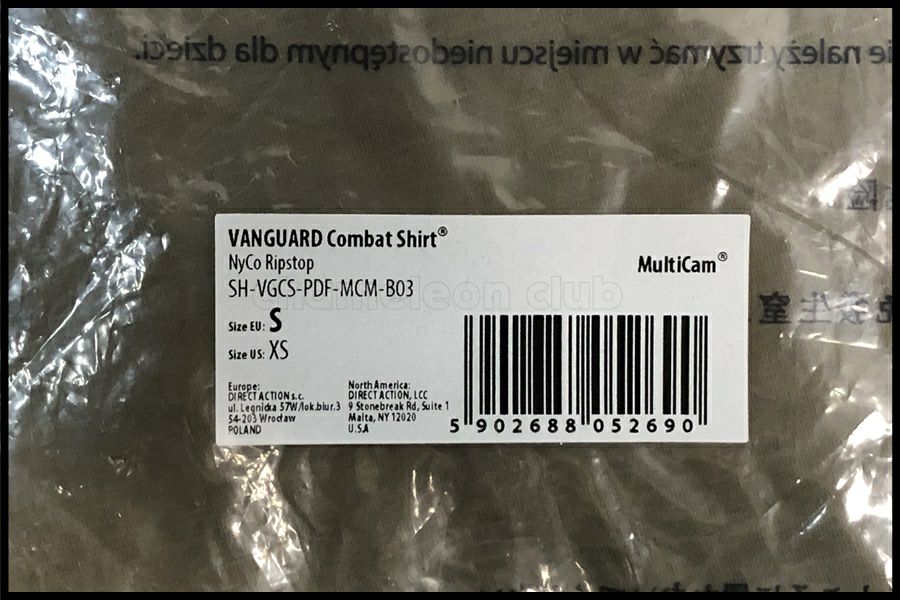 ie należy trzymać w miejscu niedostępnym dla dzieci.
VANGUARD Combat Shirt®
NyCo Ripstop
MultiCam®
SH-VGCS-PDF-MCM-B03
chameleon club
Size EU: S
Size US: XS
Europe:
DIRECT ACTION s.c.
ul. Legnicka 57W/lok.biur.3
54-203 Wrocław
POLAND
North America:
DIRECT ACTION, LCC
9 Stonebreak Rd, Suite 1
Malta, NY 12020
U.S.A
5 902688 052690